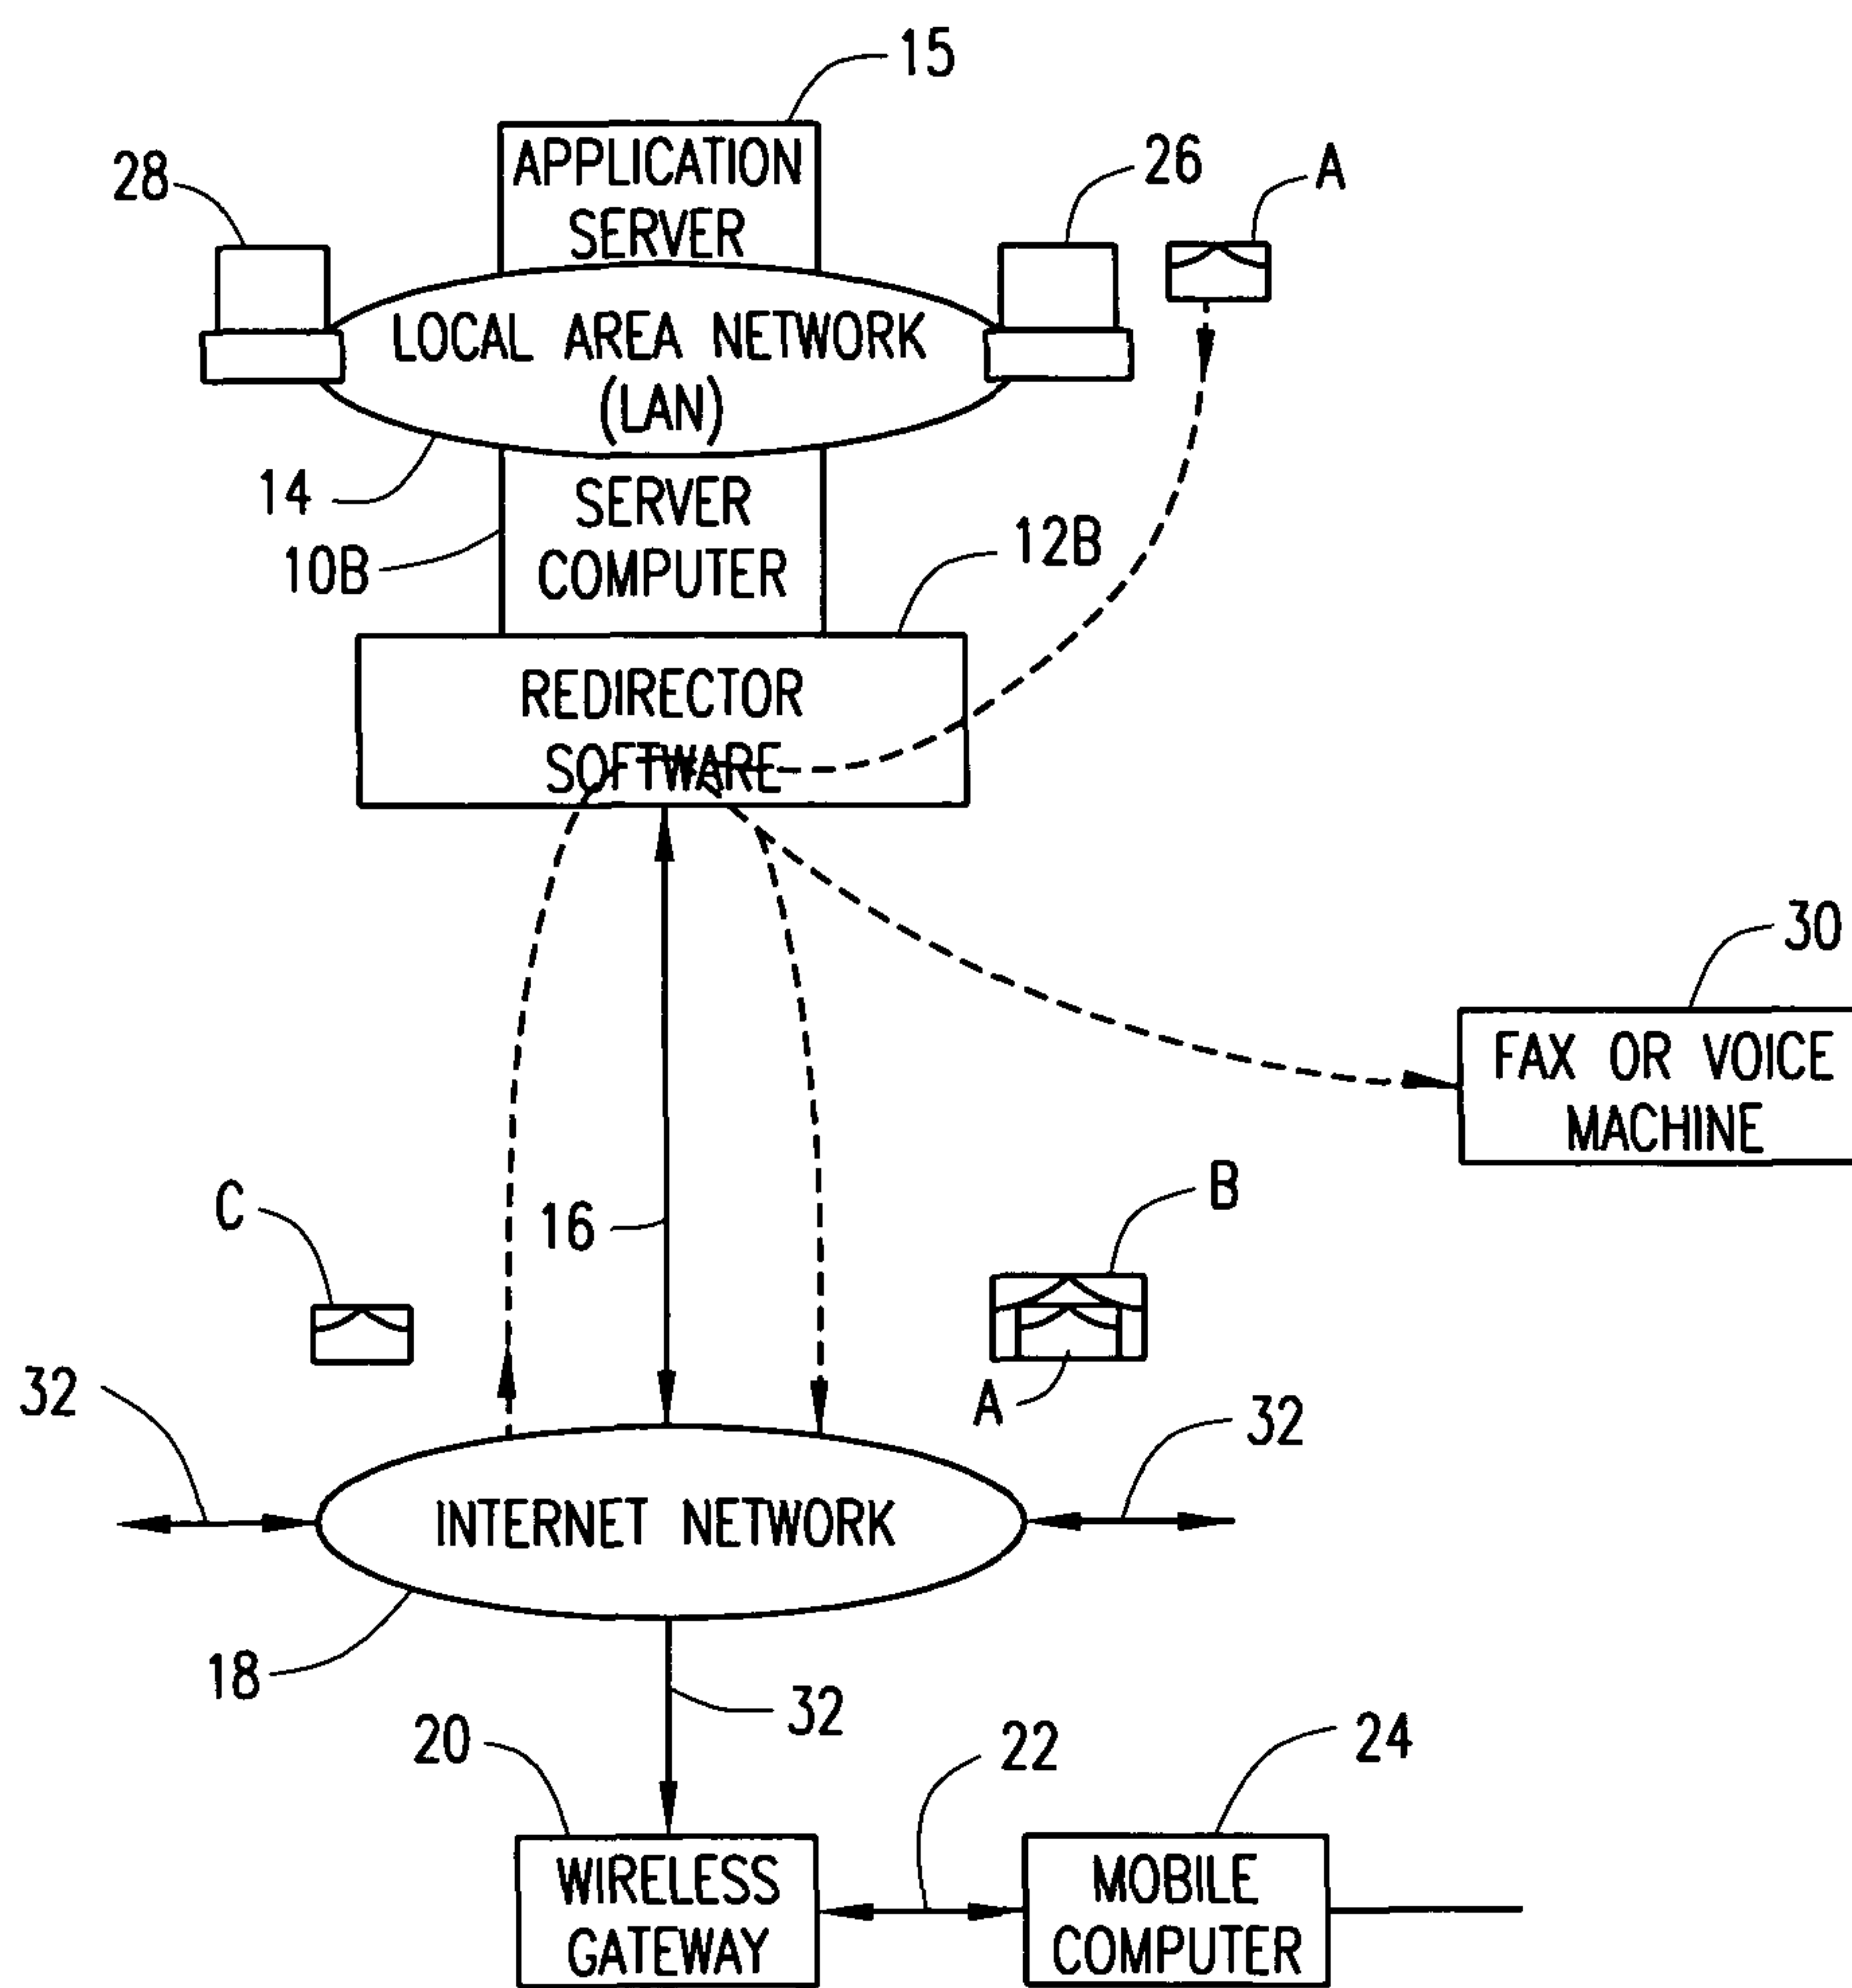 15
APPLICATION
SERVER
28
26
A
LOCAL AREA NETWORK
(LAN)
14
SERVER
COMPUTER
10B
12B
REDIRECTOR
SOFTWARE
30
FAX OR VOICE
MACHINE
C
16
B
A
32
32
INTERNET NETWORK
18
32
20
22
24
WIRELESS
GATEWAY
MOBILE
COMPUTER